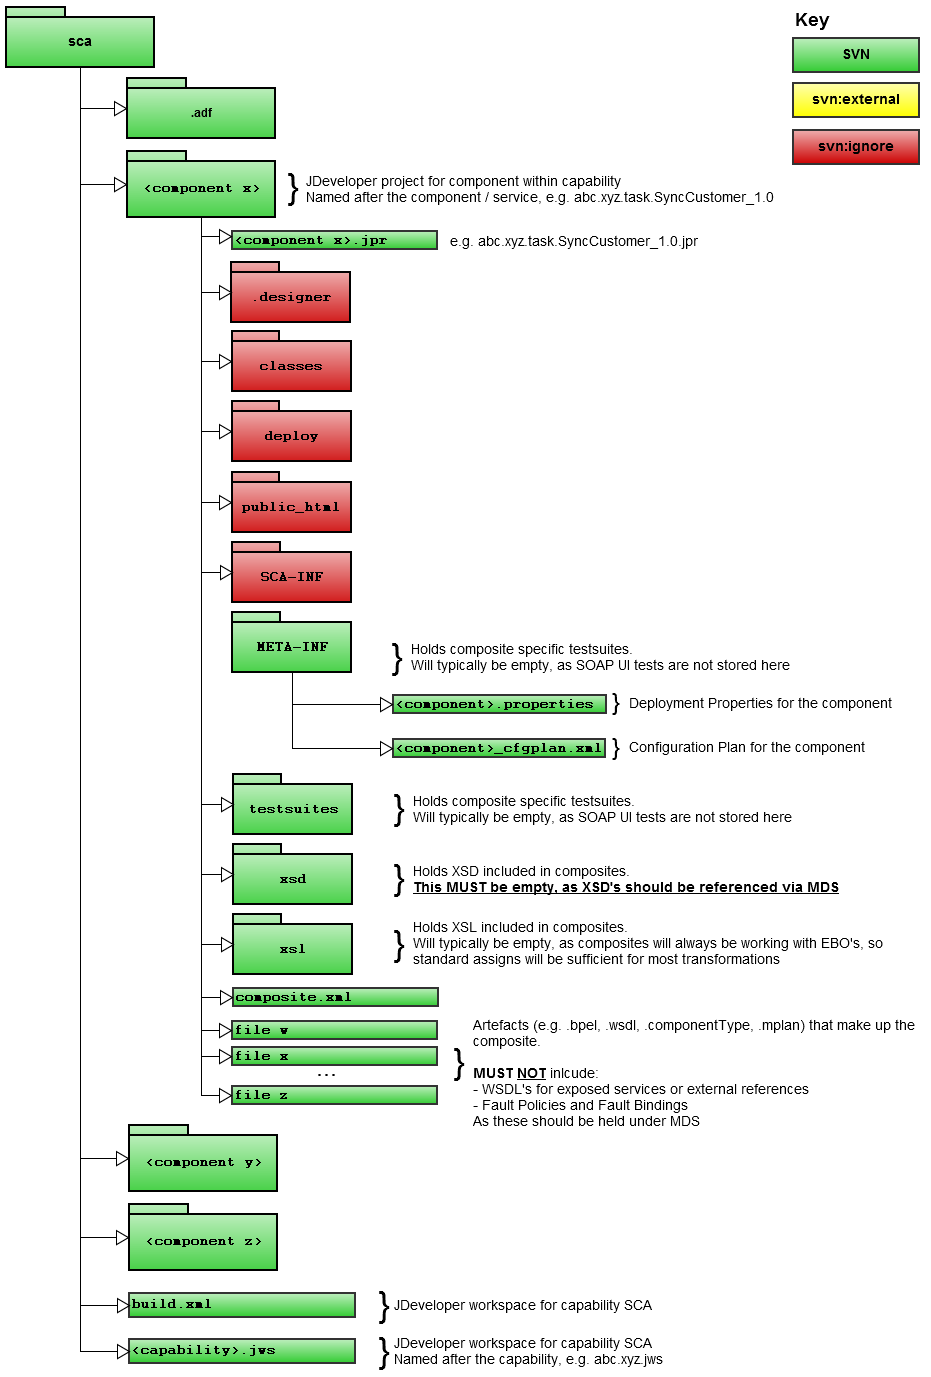 sca
Key
SVN
svn:external
svn:ignore
.adf
<component x>
JDeveloper project for component within capability
Named after the component / service, e.g. abc.xyz.task.SyncCustomer_1.0
<component x>.jpr
e.g. abc.xyz.task.SyncCustomer_1.0.jpr
.designer
classes
deploy
public_html
SCA-INF
META-INF
Holds composite specific testsuites.
Will typically be empty, as SOAP UI tests are not stored here
<component>.properties
Deployment Properties for the component
<component>_cfgplan.xml
Configuration Plan for the component
testsuites
Holds composite specific testsuites.
Will typically be empty, as SOAP UI tests are not stored here
xsd
Holds XSD included in composites.
This MUST be empty, as XSD's should be referenced via MDS
xsl
Holds XSL included in composites.
Will typically be empty, as composites will always be working with EBO's, so
standard assigns will be sufficient for most transformations
composite.xml
file w
file x
...
file z
Artefacts (e.g. .bpel, .wsdl, .componentType, .mplan) that make up the
composite.
MUST NOT inlcude:
- WSDL's for exposed services or external references
- Fault Policies and Fault Bindings
As these should be held under MDS
<component y>
<component z>
build.xml
JDeveloper workspace for capability SCA
<capability>.jws
JDeveloper workspace for capability SCA
Named after the capability, e.g. abc.xyz.jws